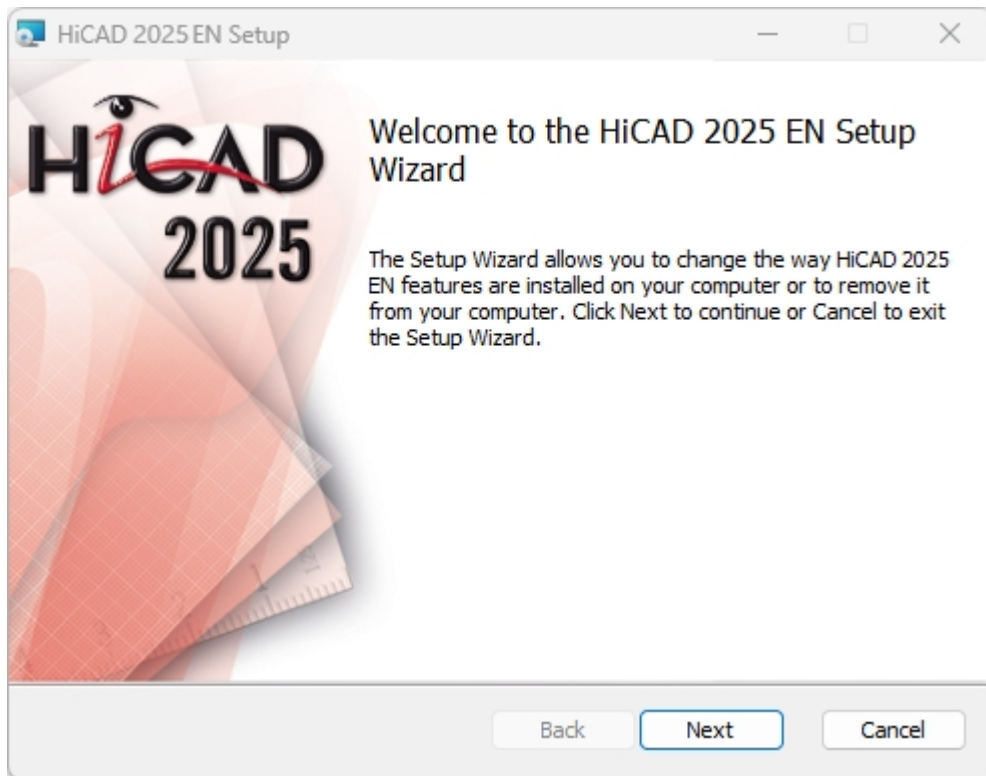 HiCAD 2025 EN Setup
HiCAD
2025
Welcome to the HiCAD 2025 EN Setup
Wizard
The Setup Wizard allows you to change the way HiCAD 2025
EN features are installed on your computer or to remove it
from your computer. Click Next to continue or Cancel to exit
the Setup Wizard.
Back
Next
Cancel